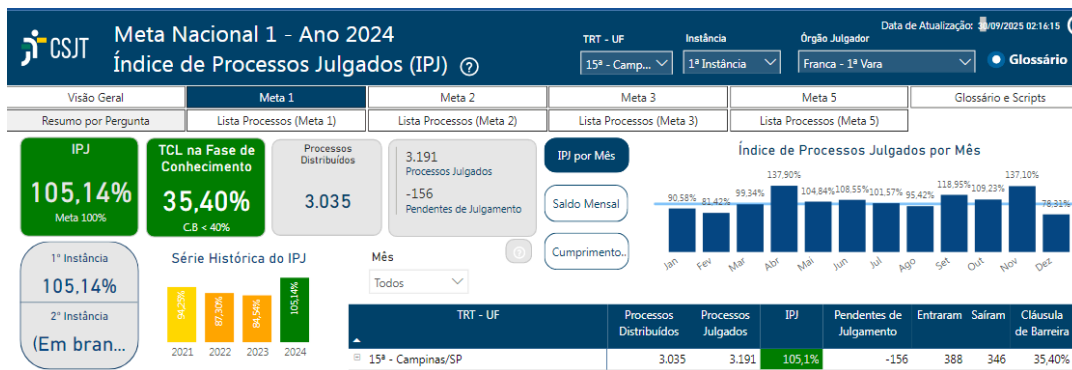 CSJT
Meta Nacional 1 - Ano 2024
Índice de Processos Julgados (IPJ)
Data de Atualização: 30/09/2025 02:16:15
TRT - UF
Instância
Órgão Julgador
15ª - Camp...
1ª Instância
Franca - 1ª Vara
Glossário
Visão Geral
Meta 1
Meta 2
Meta 3
Meta 5
Glossário e Scripts
Resumo por Pergunta
Lista Processos (Meta 1)
Lista Processos (Meta 2)
Lista Processos (Meta 3)
Lista Processos (Meta 5)
IPJ
105,14%
Meta 100%
TCL na Fase de
Conhecimento
35,40%
C.B < 40%
Processos
Distribuídos
3.035
3.191
Processos Julgados
-156
Pendentes de Julgamento
IPJ por Mês
Saldo Mensal
Cumprimento..
Índice de Processos Julgados por Mês
90,58% 81,42% 99,34% 137,90% 104,84% 108,55% 101,57% 95,42% 118,95% 109,23% 137,10% 78,31%
Jan Fev Mar Abr Mai Jun Jul Ago Set Out Nov Dez
1ª Instância
105,14%
2ª Instância
(Em bran...
Série Histórica do IPJ
94,29% 87,30% 84,54% 105,14%
2021 2022 2023 2024
Mês
Todos
TRT - UF
Processos Distribuídos
Processos Julgados
IPJ
Pendentes de Julgamento
Entraram
Saíram
Cláusula de Barreira
15ª - Campinas/SP 3.035 3.191 105,1% -156 388 346 35,40%